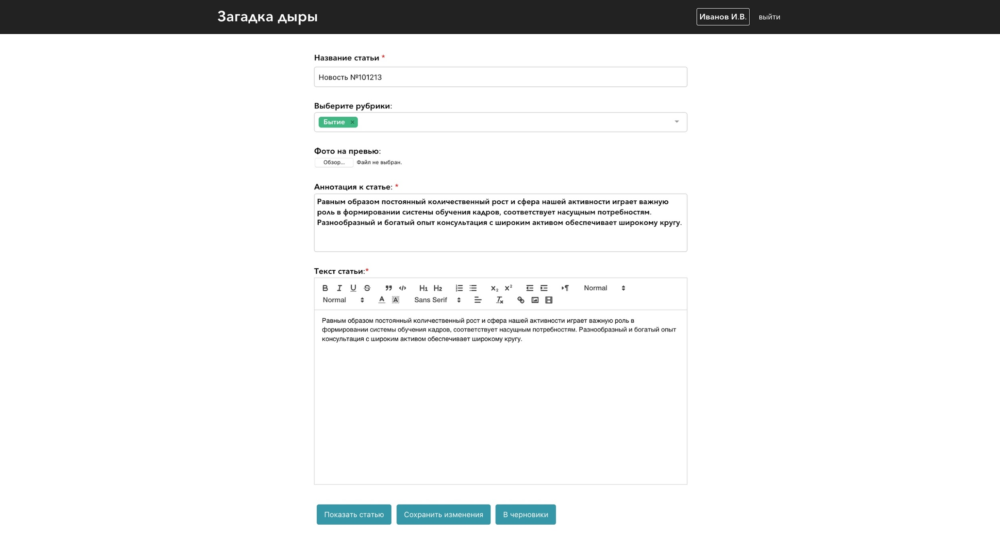 Загадка дыры
Иванов И.В. выйти
Название статьи *
Новость №101213
Выберите рубрики:
Бытие ×
Фото на превью:
Обзор... Файл не выбран.
Аннотация к статье: *
Равным образом постоянный количественный рост и сфера нашей активности играет важную
роль в формировании системы обучения кадров, соответствует насущным потребностям.
Разнообразный и богатый опыт консультация с широким активом обеспечивает широкому кругу.
Текст статьи:*
B I U S H1 H2 x2 x2 ¶ Normal
Normal A A Sans Serif Tx
Равным образом постоянный количественный рост и сфера нашей активности играет важную роль в
формировании системы обучения кадров, соответствует насущным потребностям. Разнообразный и богатый опыт
консультация с широким активом обеспечивает широкому кругу.
Показать статью Сохранить изменения В черновики